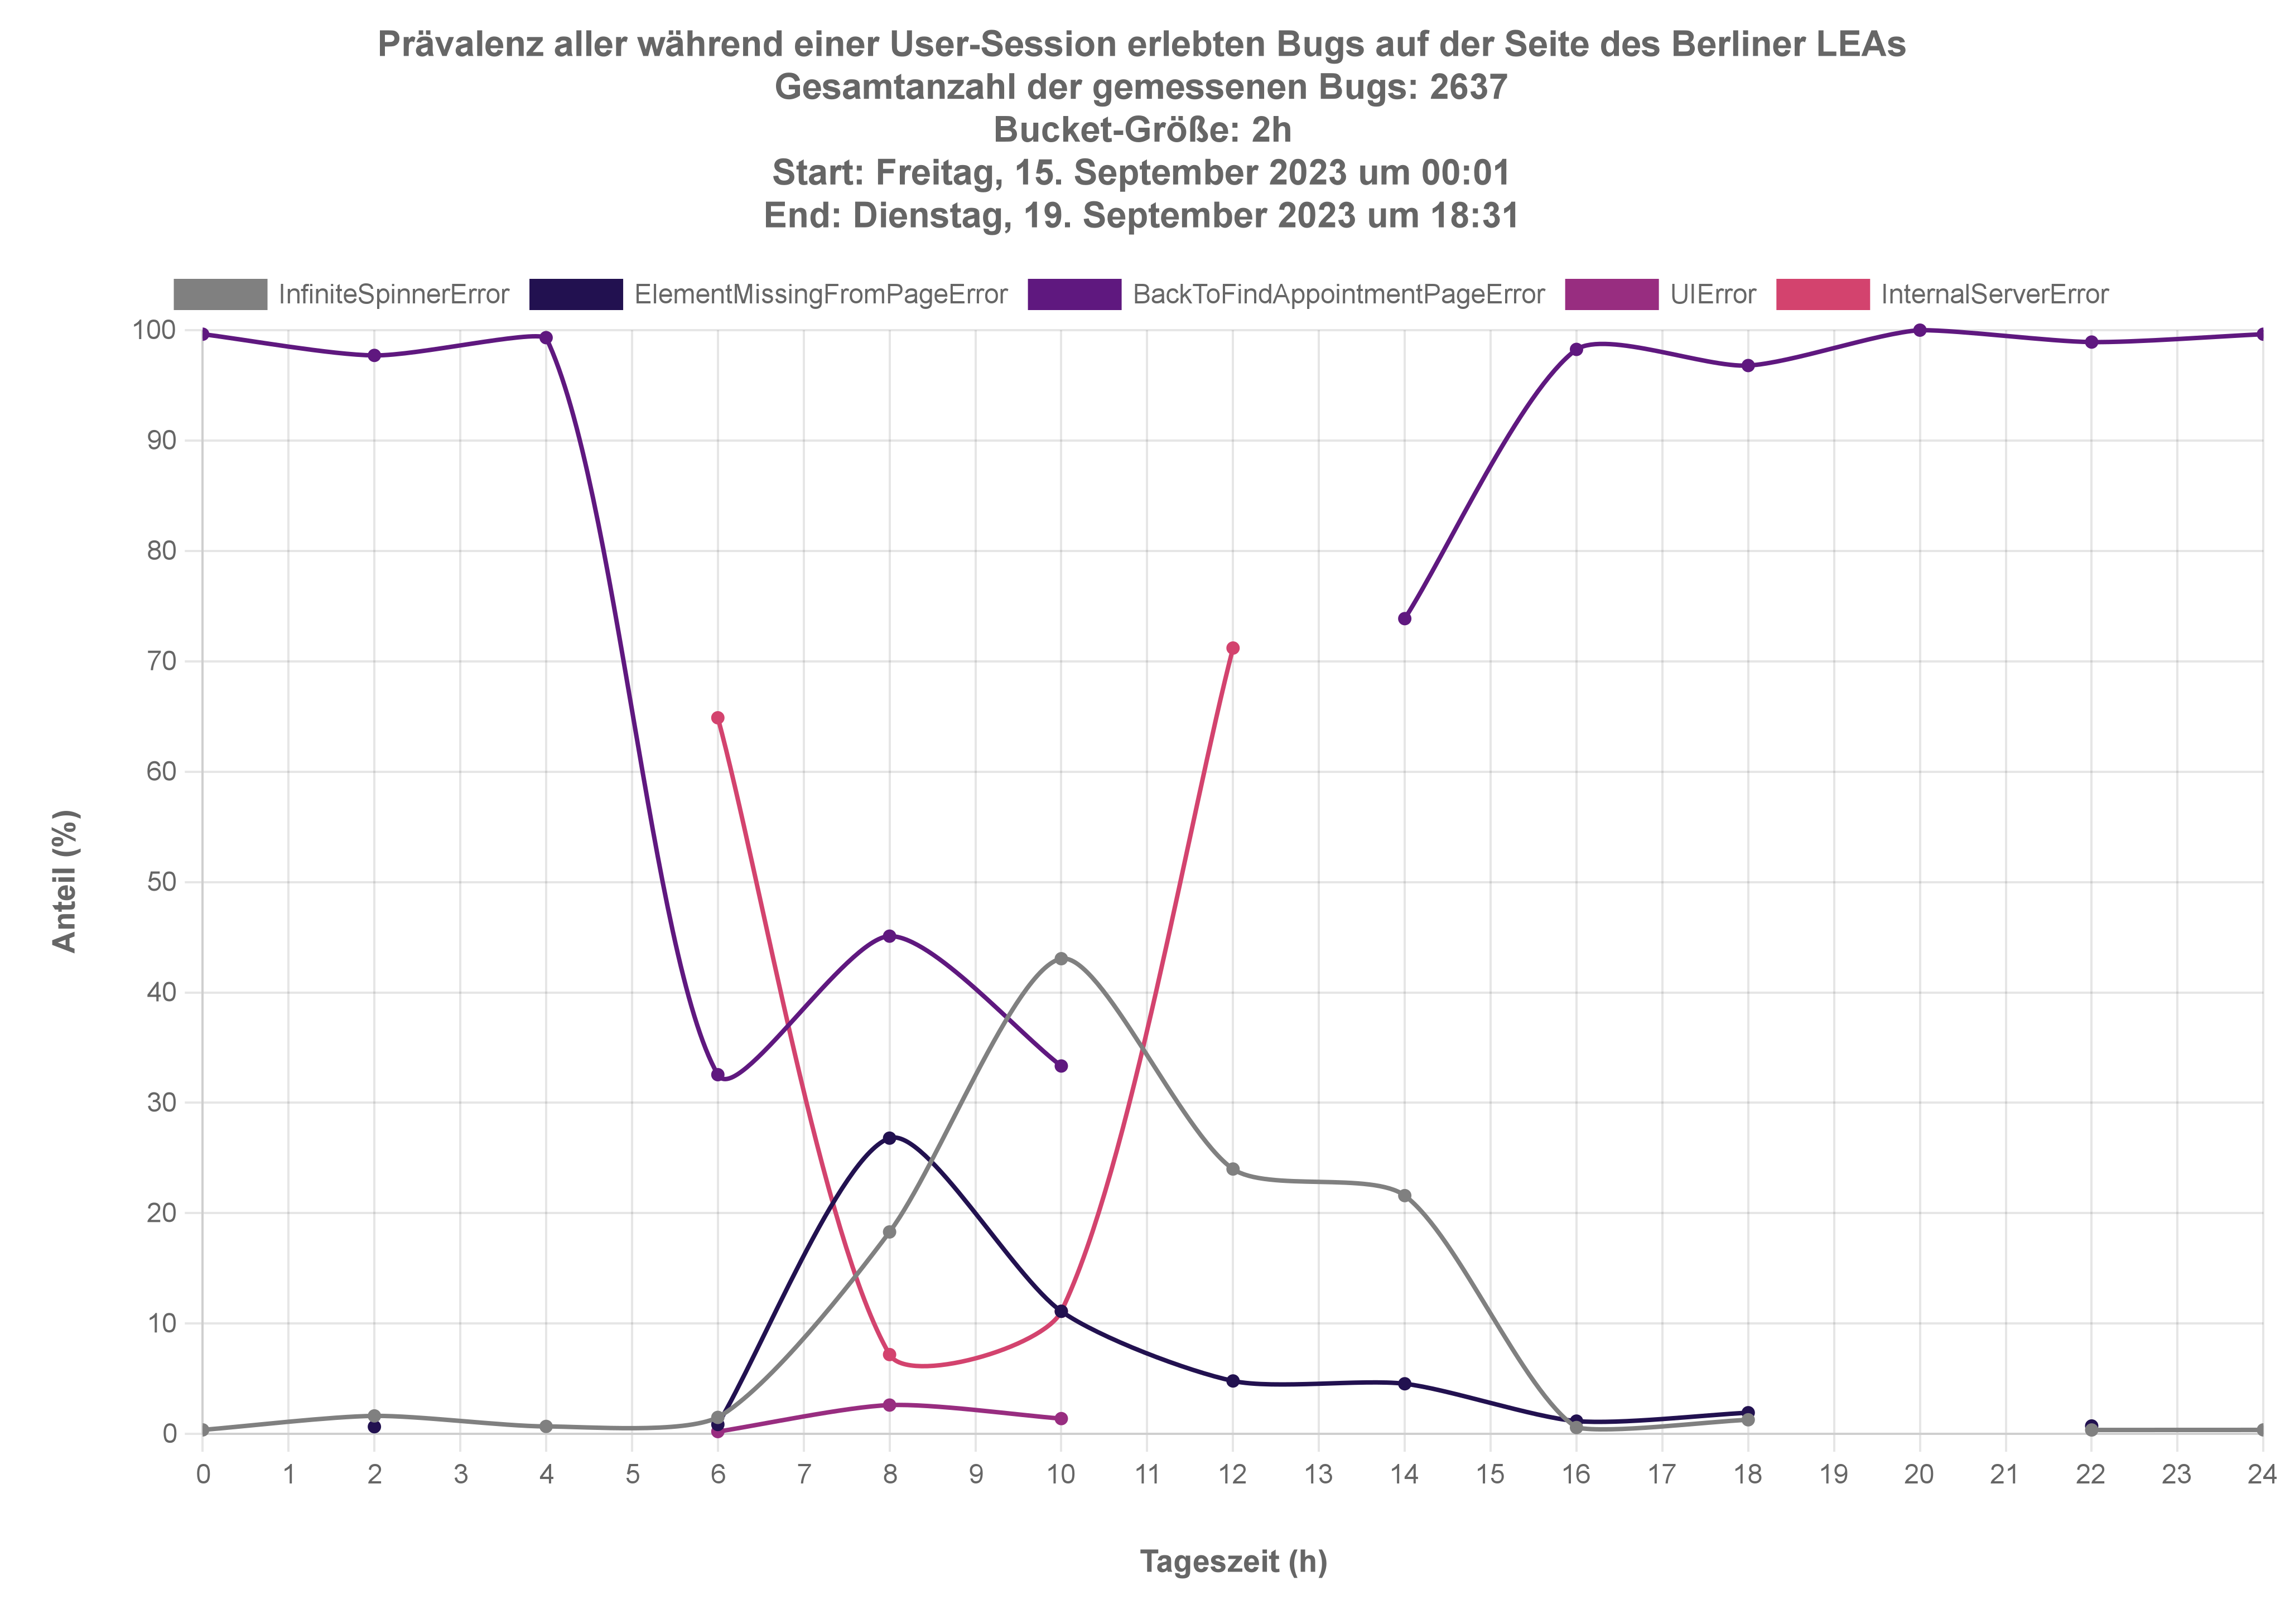 Prävalenz aller während einer User-Session erlebten Bugs auf der Seite des Berliner LEAs
Gesamtanzahl der gemessenen Bugs: 2637
Bucket-Größe: 2h
Start: Freitag, 15. September 2023 um 00:01
End: Dienstag, 19. September 2023 um 18:31
InfiniteSpinnerError ElementMissingFromPageError BackToFindAppointmentPageError UIError InternalServerError
100
90
80
70
60
50
40
30
20
10
0
Anteil (%)
0 1 2 3 4 5 6 7 8 9 10 11 12 13 14 15 16 17 18 19 20 21 22 23 24
Tageszeit (h)